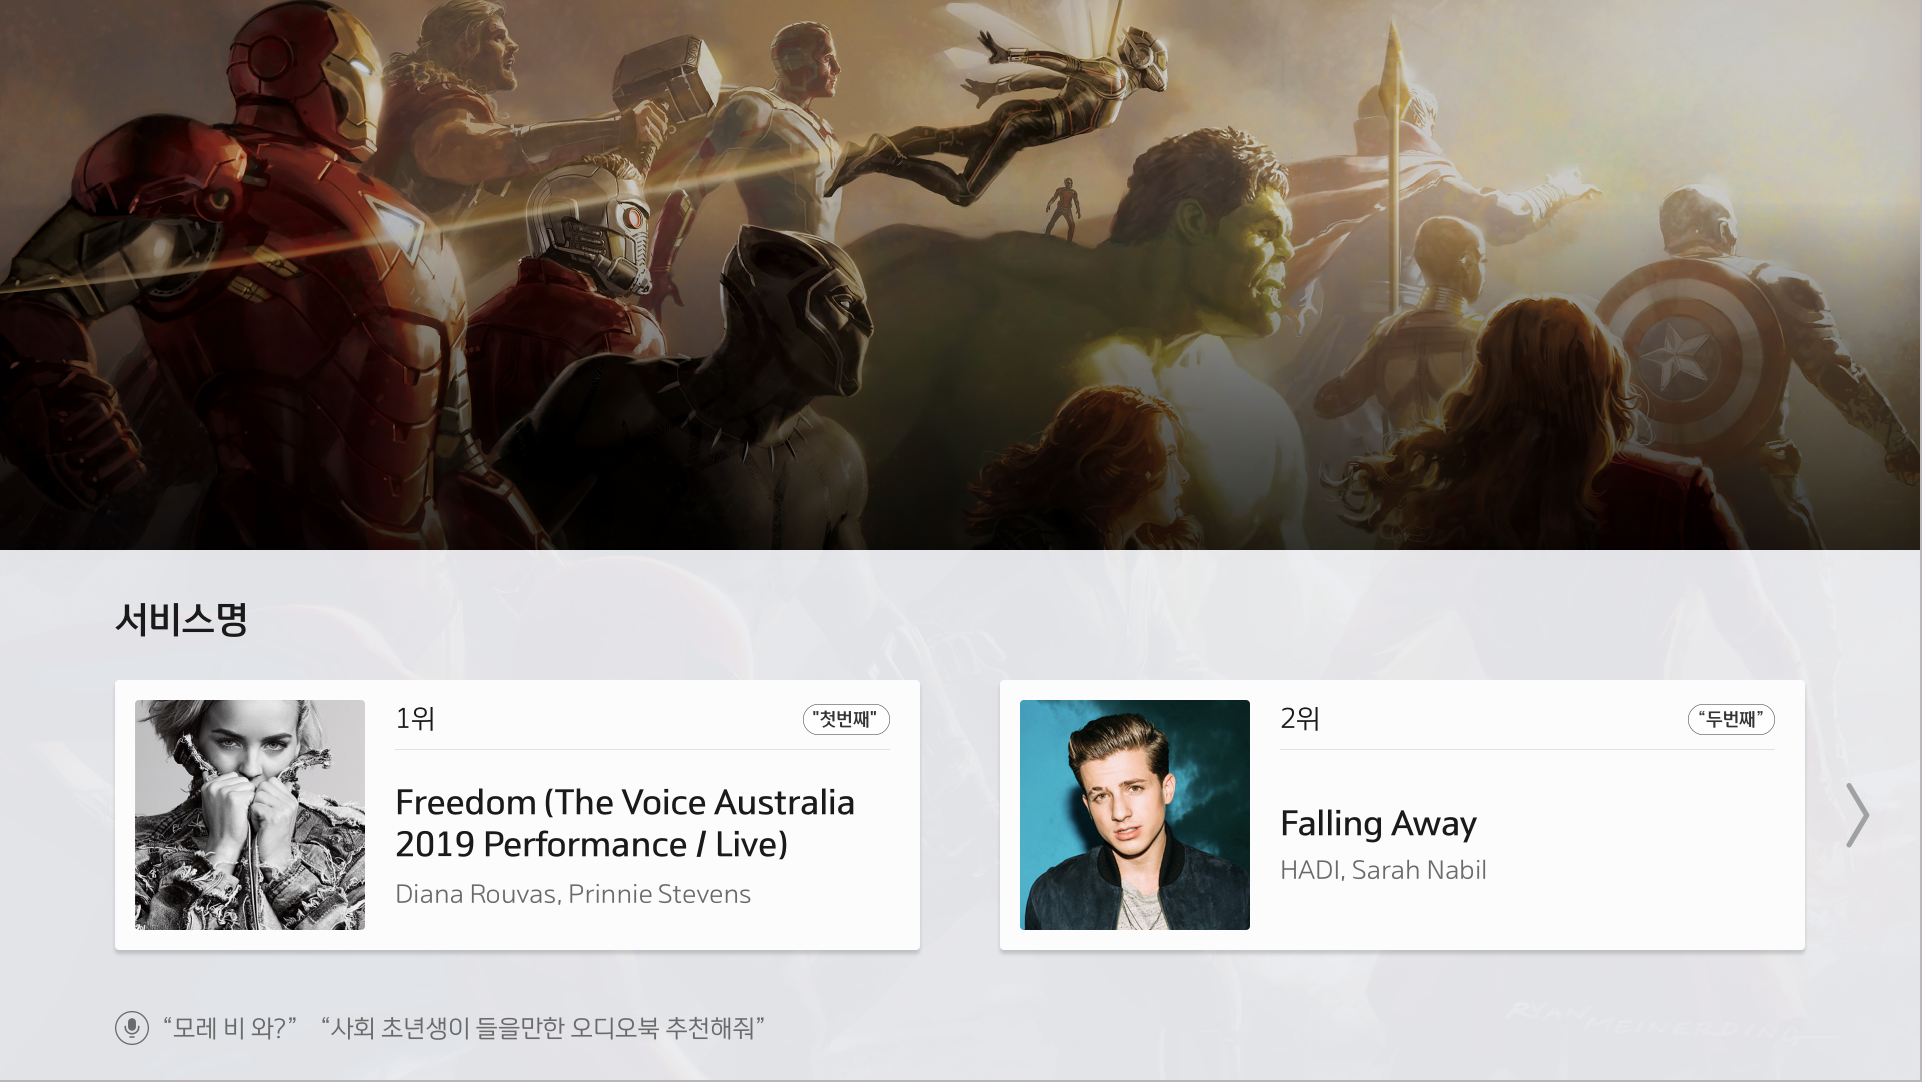 서비스명
1위
"첫번째"
Freedom (The Voice Australia
2019 Performance / Live)
Diana Rouvas, Prinnie Stevens
2위
“두번째”
Falling Away
HADI, Sarah Nabil
“모레 비 와?” “사회 초년생이 들을만한 오디오북 추천해줘”
RYAN MEINERDING